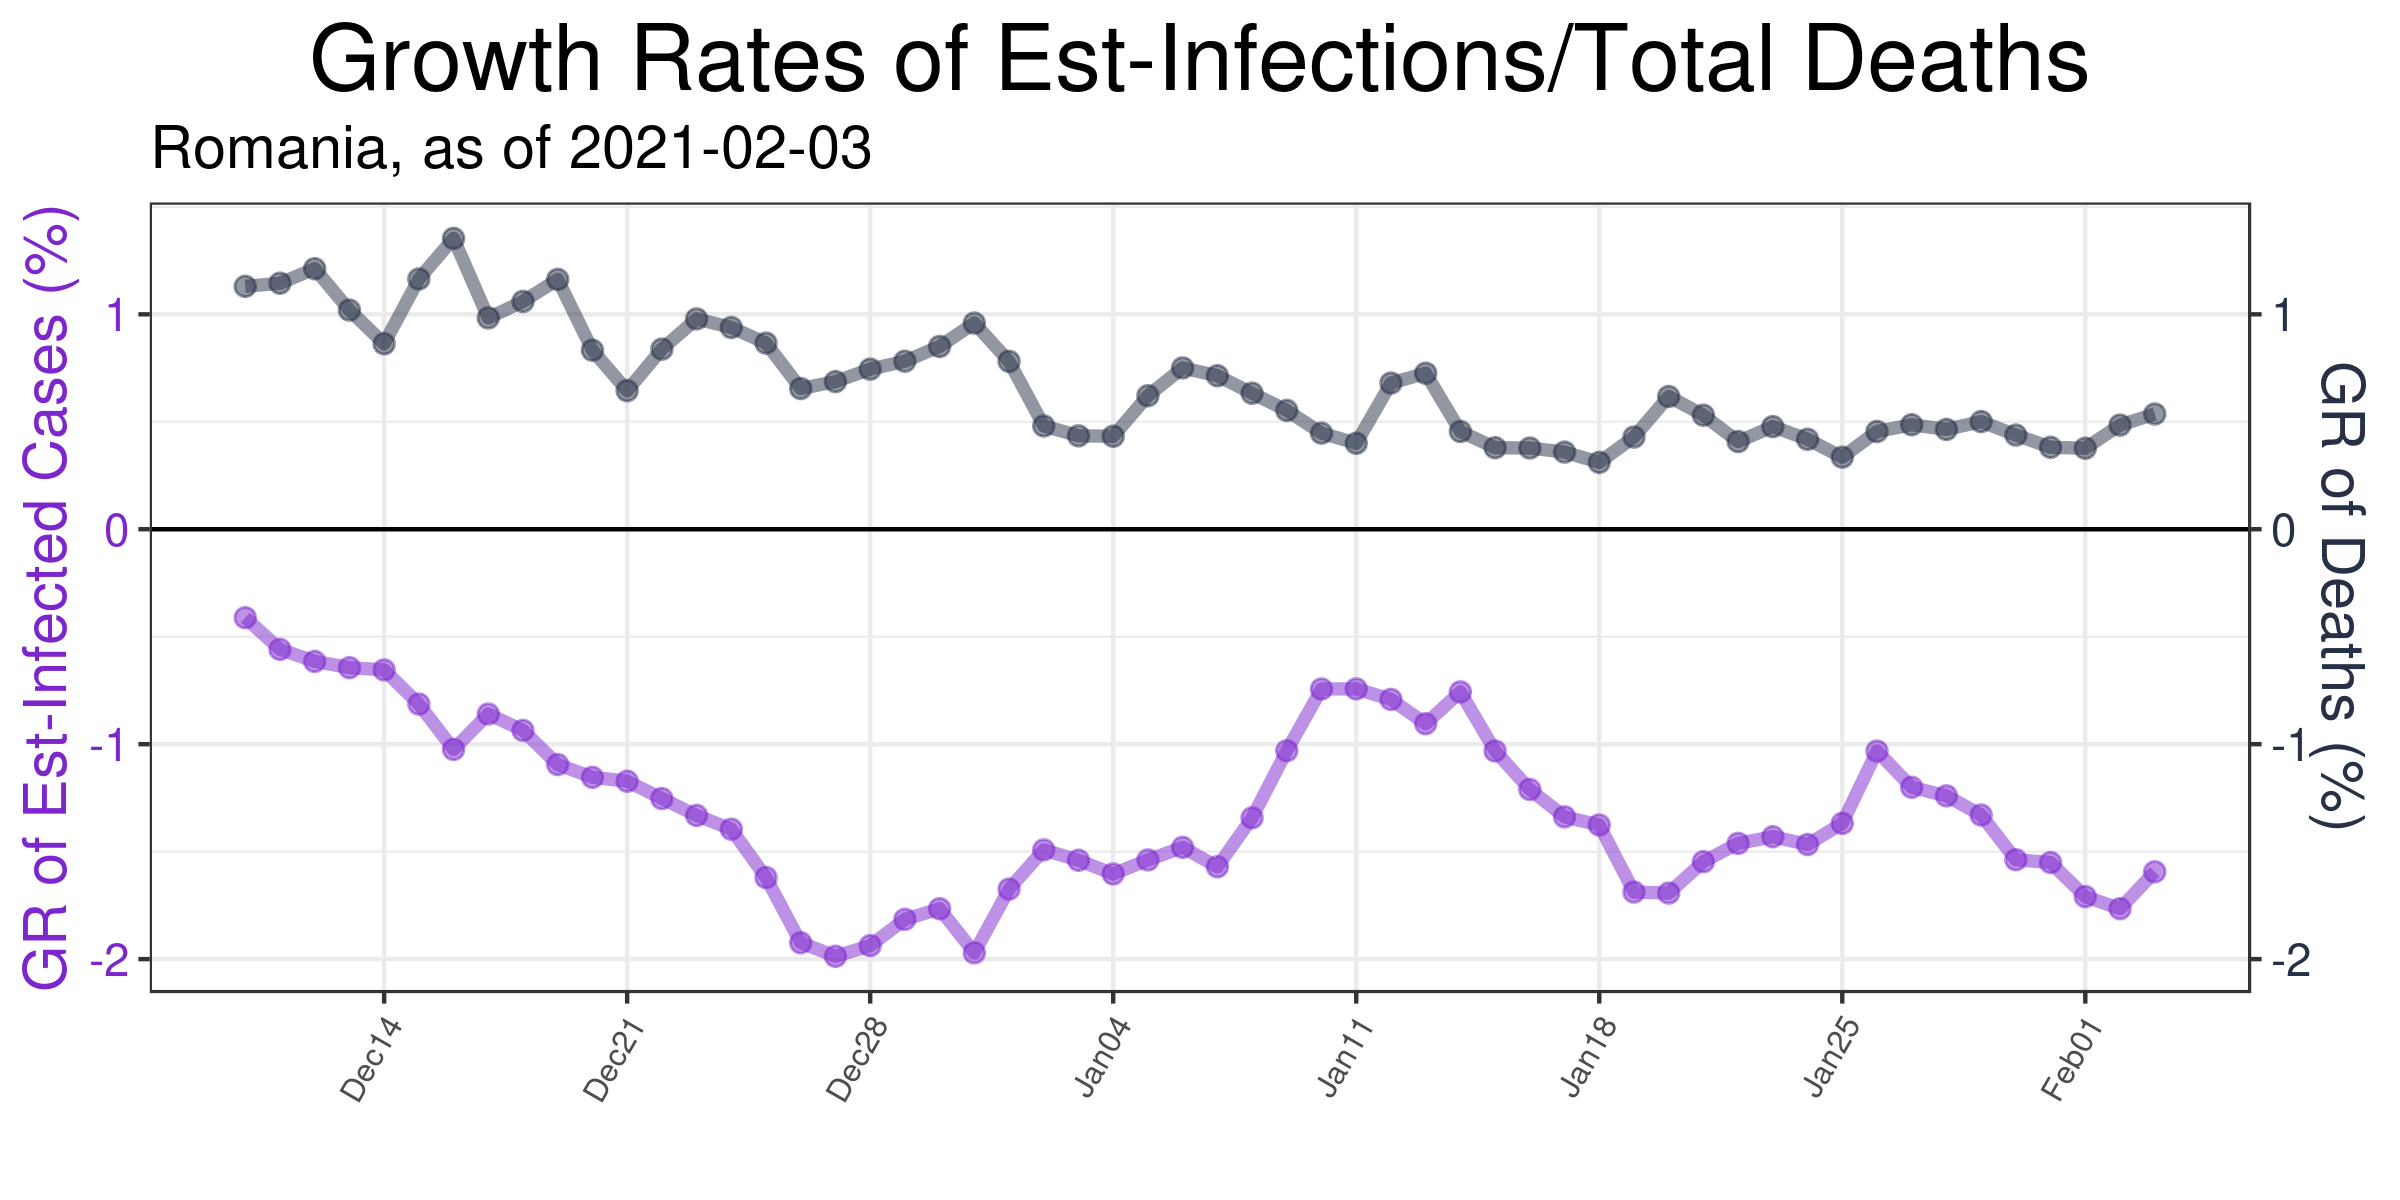 Growth Rates of Est-Infections/Total Deaths
Romania, as of 2021-02-03
GR of Est-Infected Cases (%)
1
0
-1
-2
1
0
-1
-2
GR of Deaths (%)
Dec14
Dec21
Dec28
Jan04
Jan11
Jan18
Jan25
Feb01